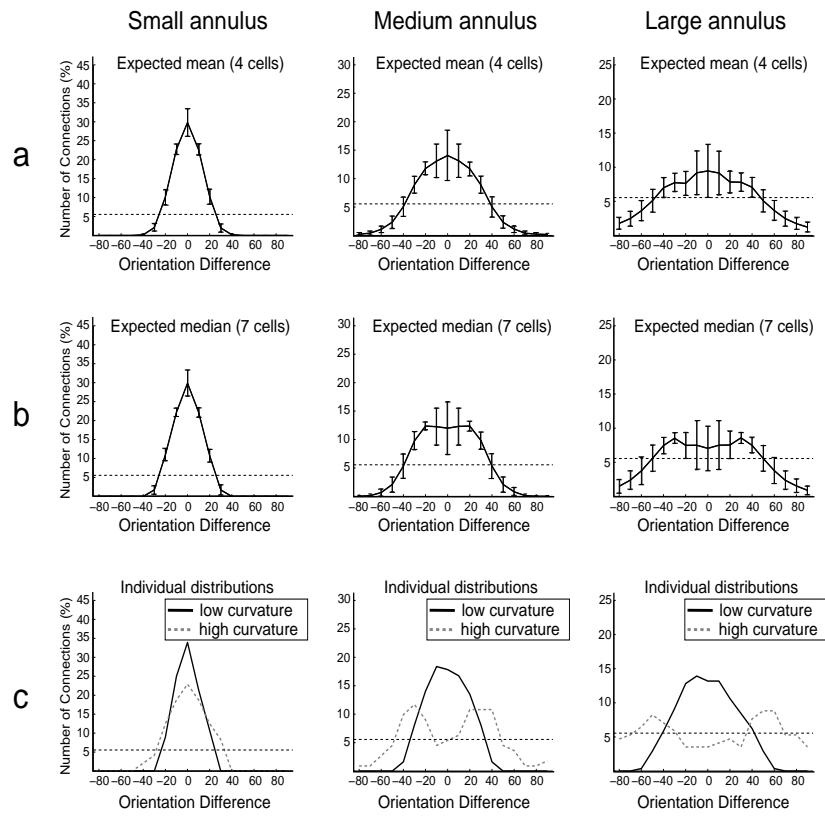 Small annulus Medium annulus Large annulus
a
Number of Connections (%)
45
40
35
30
25
20
15
10
5
Expected mean (4 cells)
−80 −60 −40 −20 0 20 40 60 80
Orientation Difference
30
25
20
15
10
5
Expected mean (4 cells)
−80 −60 −40 −20 0 20 40 60 80
Orientation Difference
25
20
15
10
5
Expected mean (4 cells)
−80 −60 −40 −20 0 20 40 60 80
Orientation Difference
b
Number of Connections (%)
45
40
35
30
25
20
15
10
5
Expected median (7 cells)
−80 −60 −40 −20 0 20 40 60 80
Orientation Difference
30
25
20
15
10
5
Expected median (7 cells)
−80 −60 −40 −20 0 20 40 60 80
Orientation Difference
25
20
15
10
5
Expected median (7 cells)
−80 −60 −40 −20 0 20 40 60 80
Orientation Difference
c
Number of Connections (%)
45
40
35
30
25
20
15
10
5
Individual distributions
low curvature
high curvature
−80 −60 −40 −20 0 20 40 60 80
Orientation Difference
30
25
20
15
10
5
Individual distributions
low curvature
high curvature
−80 −60 −40 −20 0 20 40 60 80
Orientation Difference
25
20
15
10
5
Individual distributions
low curvature
high curvature
−80 −60 −40 −20 0 20 40 60 80
Orientation Difference